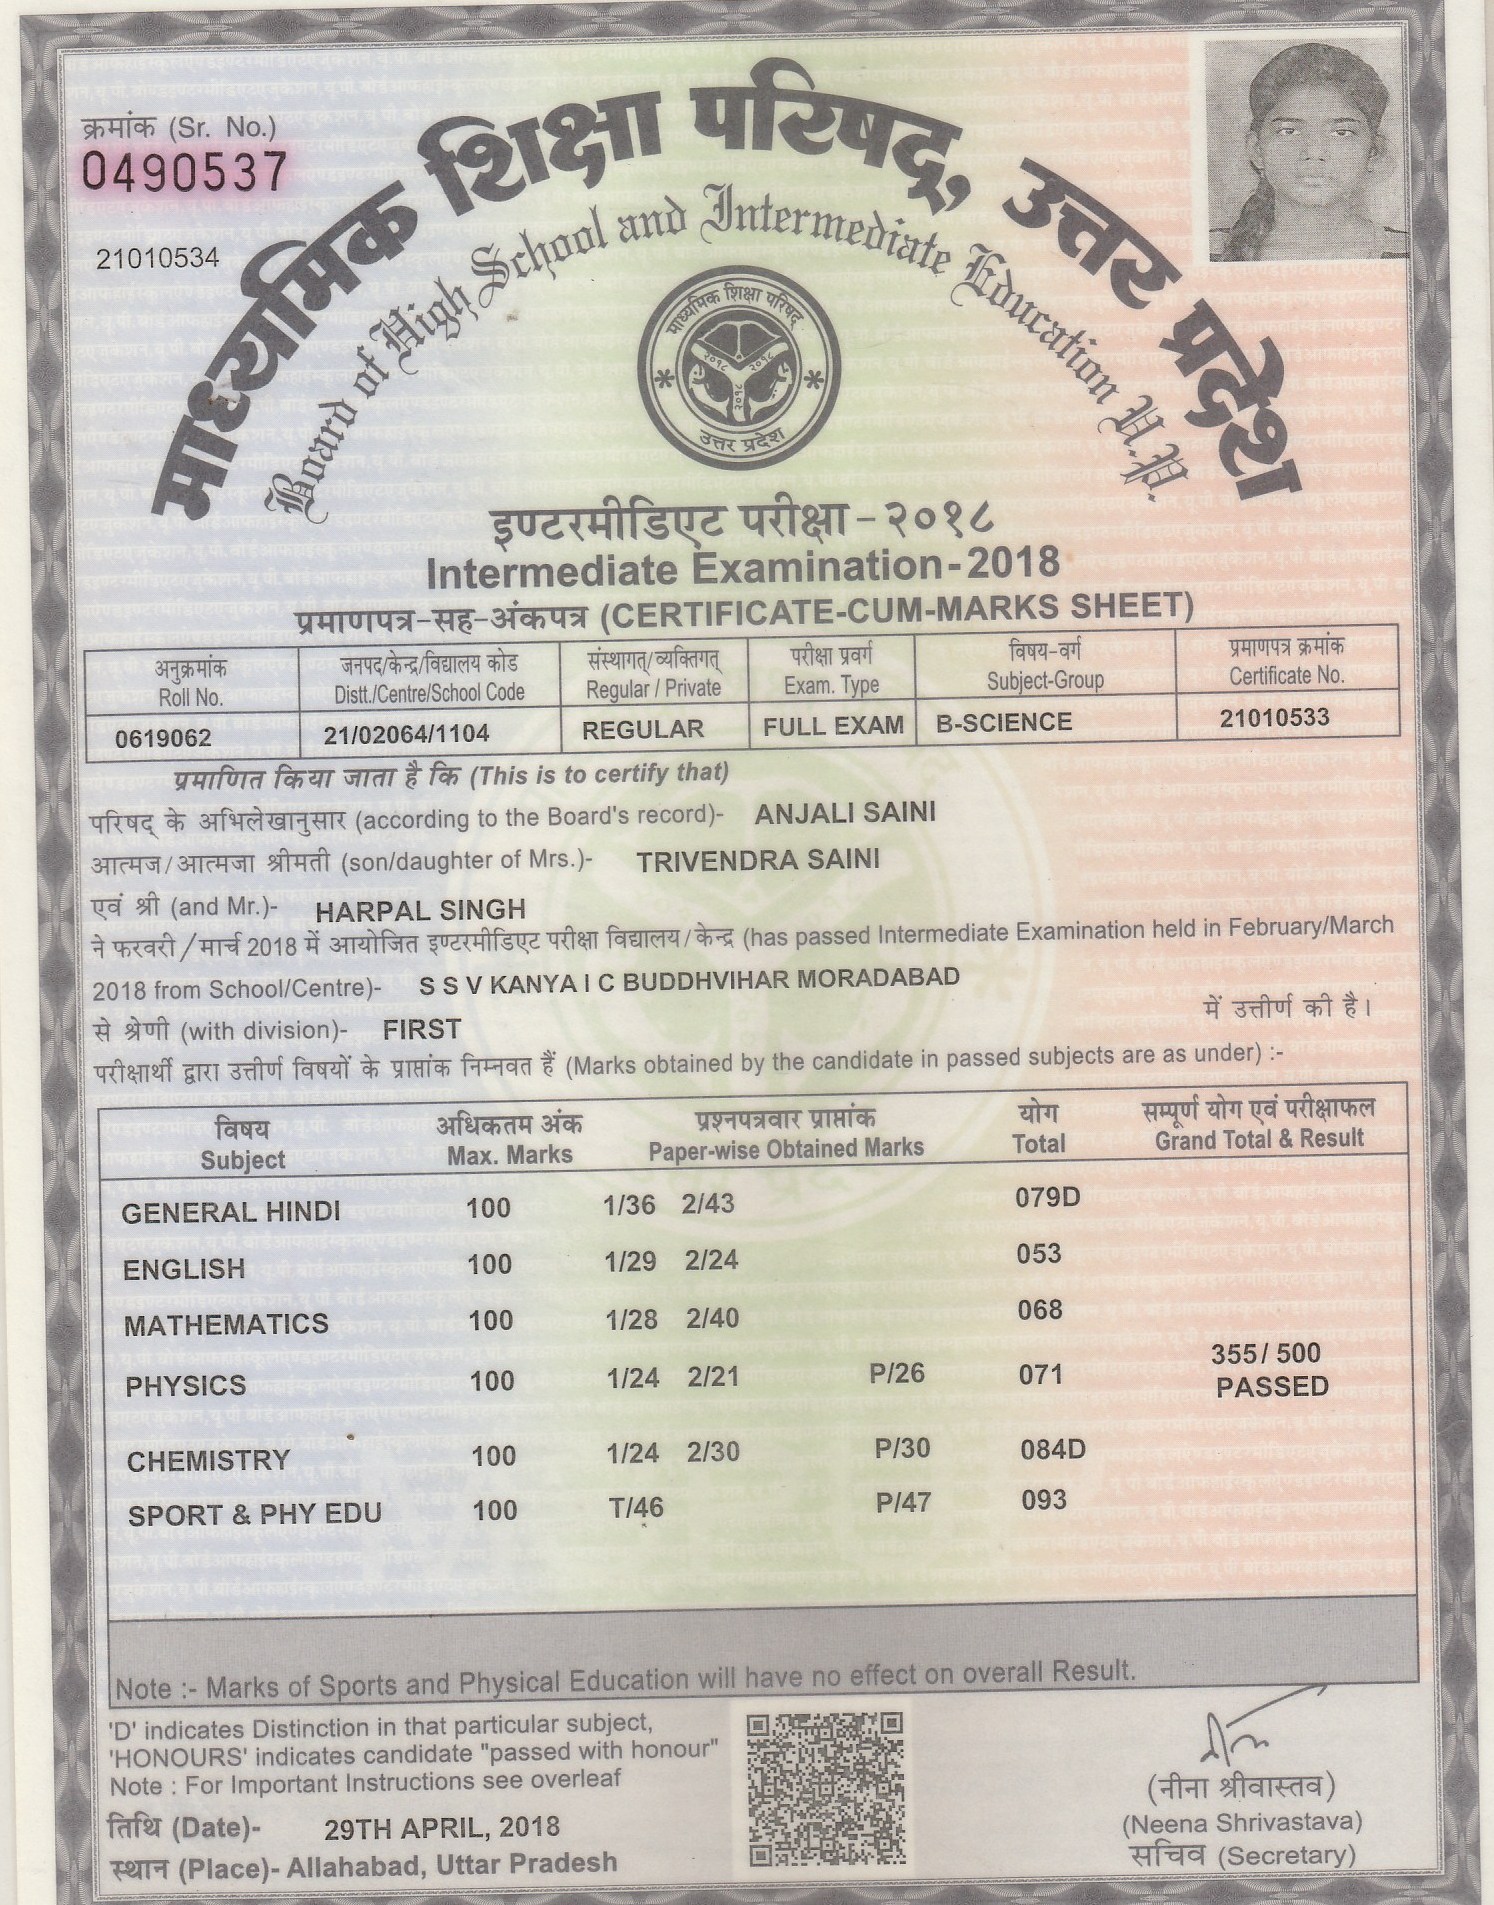 क्रमांक (Sr. No.)
0490537
21010534
माध्यमिक शिक्षा परिषद्, उत्तर प्रदेश
Board of High School and Intermediate Education U.P.
माध्यमिक शिक्षा परिषद्
२०१८ २०१८
२०१८
उत्तर प्रदेश
इण्टरमीडिएट परीक्षा - २०१८
Intermediate Examination - 2018
प्रमाणपत्र-सह-अंकपत्र (CERTIFICATE-CUM-MARKS SHEET)
अनुक्रमांक जनपद/केन्द्र/विद्यालय कोड संस्थागत्/व्यक्तिगत् परीक्षा प्रवर्ग विषय-वर्ग प्रमाणपत्र क्रमांक
Roll No. Distt./Centre/School Code Regular / Private Exam. Type Subject-Group Certificate No.
0619062 21/02064/1104 REGULAR FULL EXAM B-SCIENCE 21010533
प्रमाणित किया जाता है कि (This is to certify that)
परिषद् के अभिलेखानुसार (according to the Board's record)- ANJALI SAINI
आत्मज/आत्मजा श्रीमती (son/daughter of Mrs.)- TRIVENDRA SAINI
एवं श्री (and Mr.)- HARPAL SINGH
ने फरवरी/मार्च 2018 में आयोजित इण्टरमीडिएट परीक्षा विद्यालय/केन्द्र (has passed Intermediate Examination held in February/March
2018 from School/Centre)- S S V KANYA I C BUDDHVIHAR MORADABAD
से श्रेणी (with division)- FIRST में उत्तीर्ण की है।
परीक्षार्थी द्वारा उत्तीर्ण विषयों के प्राप्तांक निम्नवत हैं (Marks obtained by the candidate in passed subjects are as under) :-
विषय अधिकतम अंक प्रश्नपत्रवार प्राप्तांक योग सम्पूर्ण योग एवं परीक्षाफल
Subject Max. Marks Paper-wise Obtained Marks Total Grand Total & Result
GENERAL HINDI 100 1/36 2/43 079D
ENGLISH 100 1/29 2/24 053
MATHEMATICS 100 1/28 2/40 068
355/ 500
PHYSICS 100 1/24 2/21 P/26 071 PASSED
CHEMISTRY 100 1/24 2/30 P/30 084D
SPORT & PHY EDU 100 T/46 P/47 093
Note :- Marks of Sports and Physical Education will have no effect on overall Result.
'D' indicates Distinction in that particular subject,
'HONOURS' indicates candidate "passed with honour"
Note : For Important Instructions see overleaf
तिथि (Date)- 29TH APRIL, 2018
स्थान (Place)- Allahabad, Uttar Pradesh
(नीना श्रीवास्तव)
(Neena Shrivastava)
सचिव (Secretary)